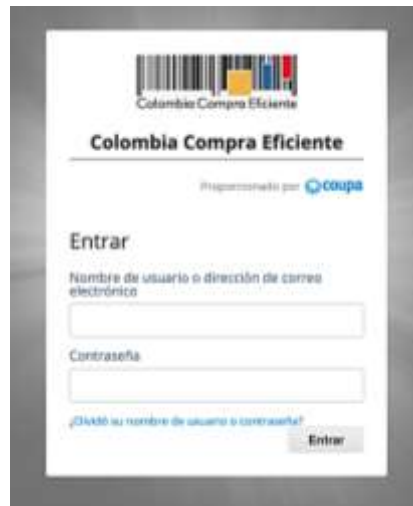 Colombia Compra Eficiente
Colombia Compra Eficiente
Proporcionado por coupa
Entrar
Nombre de usuario o dirección de correo
electrónico
Contraseña
¿Olvidó su nombre de usuario o contraseña?
Entrar